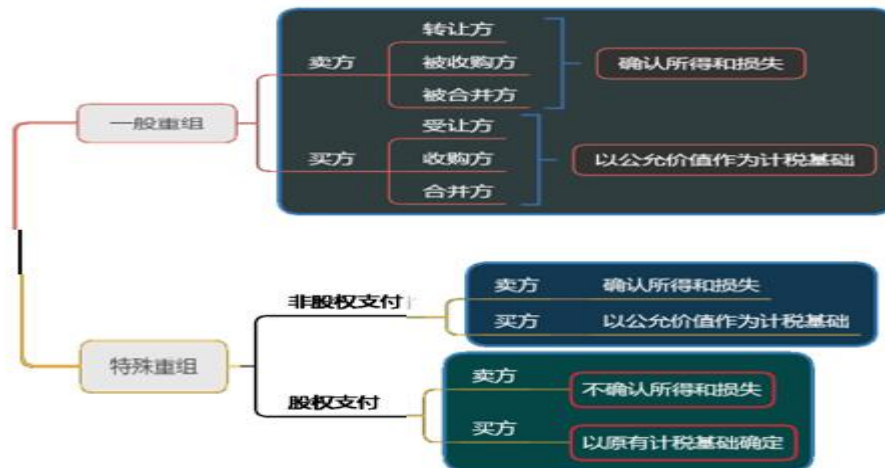 一般重组
卖方
转让方
被收购方
被合并方
确认所得和损失
买方
受让方
收购方
合并方
以公允价值作为计税基础
特殊重组
非股权支付
卖方 确认所得和损失
买方 以公允价值作为计税基础
股权支付
卖方 不确认所得和损失
买方 以原有计税基础确定